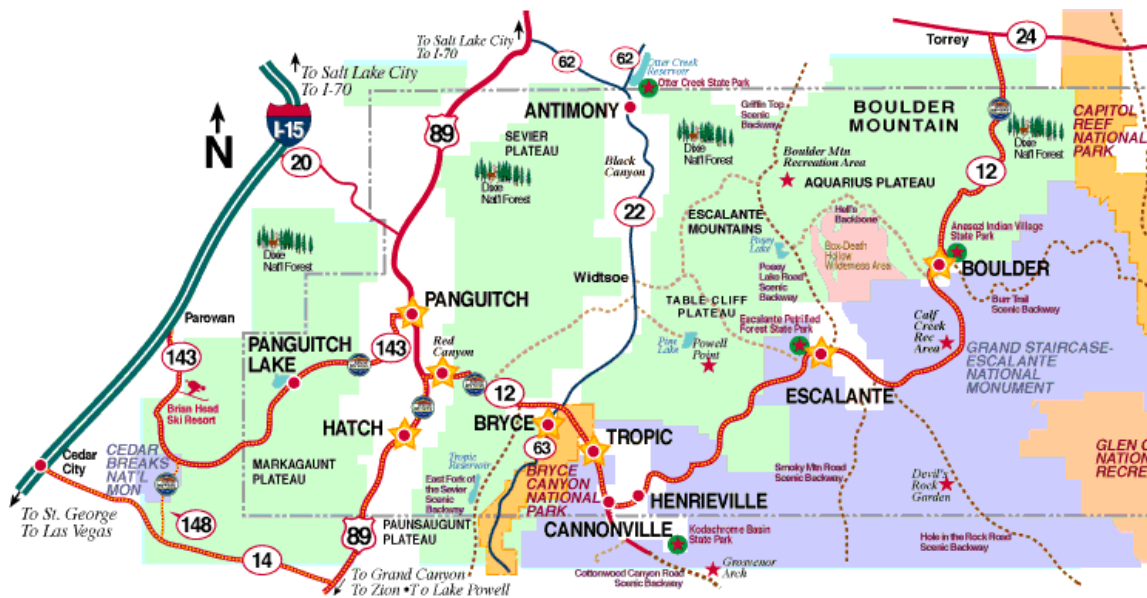 To Salt Lake City
To I-70
62
62
Otter Creek
Reservoir
Otter Creek State Park
Torrey
24
To Salt Lake City
To I-70
N
I-15
20
89
ANTIMONY
SEVIER
PLATEAU
Dixie
Nat'l Forest
Black
Canyon
22
Dixie
Nat'l Forest
Griffin Top
Scenic
Backway
BOULDER
MOUNTAIN
Boulder Mtn
Recreation Area
AQUARIUS PLATEAU
Dixie
Nat'l Forest
CAPITOL
REEF
NATIONAL
PARK
12
ESCALANTE
MOUNTAINS
Hell's
Backbone
Box-Death
Hollow
Wilderness Area
Anasazi Indian Village
State Park
BOULDER
Burr Trail
Scenic Backway
Dixie
Nat'l Forest
Widtsoe
Posey
Lake
Posey
Lake Road
Scenic
Backway
TABLE CLIFF
PLATEAU
Pine Lake
Powell
Point
Escalante Petrified
Forest State Park
ESCALANTE
Calf
Creek
Rec
Area
GRAND STAIRCASE-
ESCALANTE
NATIONAL
MONUMENT
Parowan
143
PANGUITCH
PANGUITCH
LAKE
143
Red
Canyon
Brian Head
Ski Resort
HATCH
12
BRYCE
63
TROPIC
Cedar
City
CEDAR
BREAKS
NAT'L
MON
MARKAGAUNT
PLATEAU
Tropic
Reservoir
East Fork of
the Sevier
Scenic
Backway
BRYCE
CANYON
NATIONAL
PARK
HENRIEVILLE
CANNONVILLE
Smoky Mtn Road
Scenic Backway
Devil's
Rock
Garden
GLEN C
NATION
RECRE
To St. George
To Las Vegas
148
14
89
PAUNSAUGUNT
PLATEAU
Kodachrome Basin
State Park
Grosvenor
Arch
Cottonwood Canyon Road
Scenic Backway
Hole in the Rock Road
Scenic Backway
To Grand Canyon
To Zion •To Lake Powell